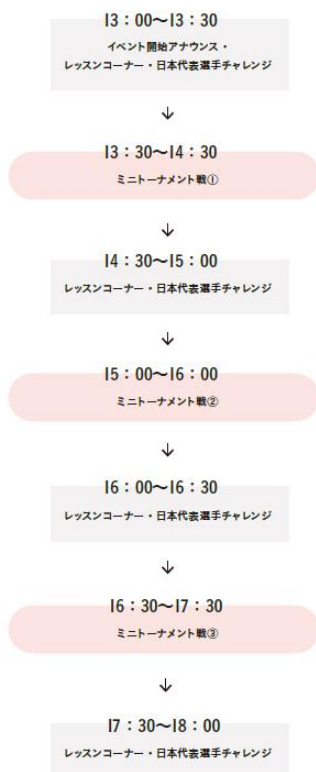 13：00～13：30
イベント開始アナウンス・
レッスンコーナー・日本代表選手チャレンジ
↓
13：30～14：30
ミニトーナメント戦①
↓
14：30～15：00
レッスンコーナー・日本代表選手チャレンジ
↓
15：00～16：00
ミニトーナメント戦②
↓
16：00～16：30
レッスンコーナー・日本代表選手チャレンジ
↓
16：30～17：30
ミニトーナメント戦③
↓
17：30～18：00
レッスンコーナー・日本代表選手チャレンジ